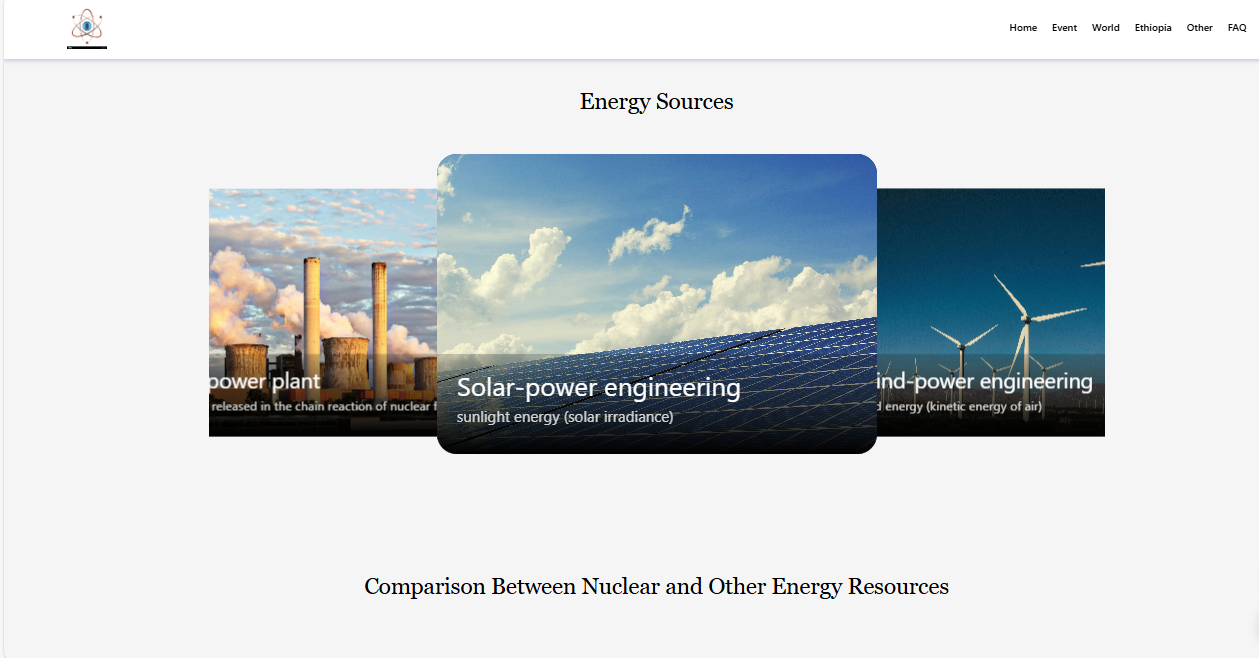 Home Event World Ethiopia Other FAQ
Energy Sources
power plant
released in the chain reaction of nuclear f
Solar-power engineering
sunlight energy (solar irradiance)
ind-power engineering
d energy (kinetic energy of air)
Comparison Between Nuclear and Other Energy Resources